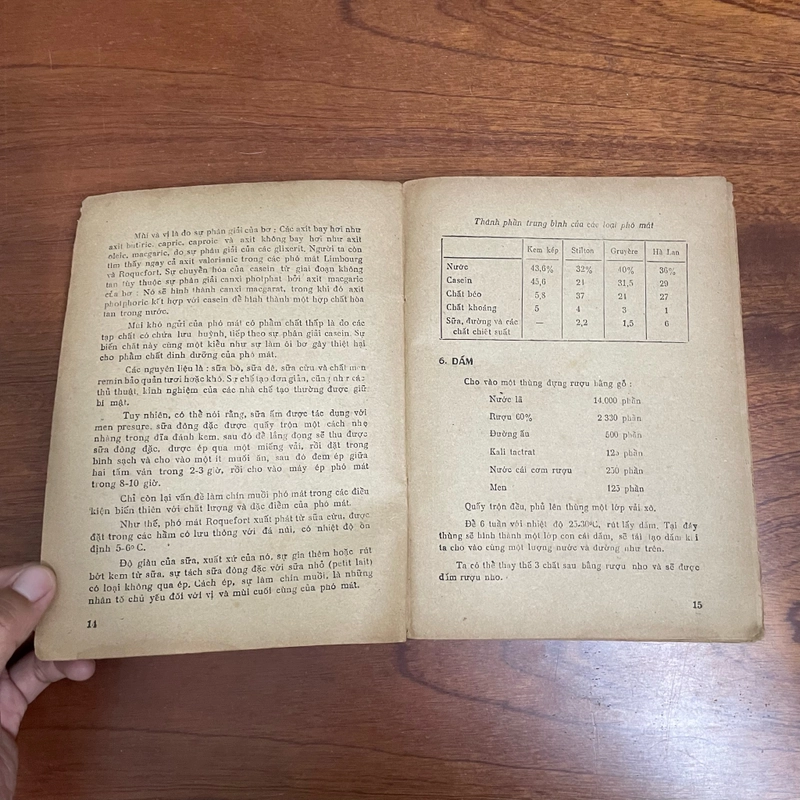 Mùi và vị là do sự phân giải của bơ : Các axit bay hơi như
axit butiric, capric, caproic và axit không bay hơi như axit
oleic, macgaric, do sự phân giải của các glixerit. Người ta còn
tìm thấy ngay cả axit valorianic trong các phó mát Limbourg
và Roquefort. Sự chuyển hóa của casein từ giai đoạn không
tan tùy thuộc sự phân giải canxi photphat bởi axit macgaric
của bơ : Nó sẽ hình thành canxi macgarat, trong khi đó axit
photphoric kết hợp với casein để hình thành một hợp chất hòa
tan trong nước.
Mùi khó ngửi của phó mát có phẩm chất thấp là do các
tạp chất có chứa lưu huỳnh, tiếp theo sự phân giải casein. Sự
biến chất này cùng một kiểu như sự làm ôi bơ gây thiệt hại
cho phẩm chất dinh dưỡng của phó mát.
Các nguyên liệu là : sữa bò, sữa dê, sữa cừu và chất men
remin bảo quản tươi hoặc khô. Sự chế tạo đơn giản, của như các
thủ thuật, kinh nghiệm của các nhà chế tạo thường được giữ
bí mật.
Tuy nhiên, có thể nói rằng, sữa ấm được tác dụng với
men presure, sữa đông đặc được quấy trộn một cách nhẹ
nhàng trong dĩa đánh kem, sau đó để lắng đọng sẽ thu được
sữa đông đặc, được ép qua một miếng vải, rồi đặt trong
bình sạch và cho vào một ít muối ăn, sau đó đem ép giữa
hai tấm ván trong 2-3 giờ, rồi cho vào máy ép phó mát
trong 8-10 giờ.
Chỉ còn lại vấn đề làm chín muồi phó mát trong các điều
kiện biến thiên với chất lượng và đặc điểm của phó mát.
Như thế, phó mát Roquefort xuất phát từ sữa cừu, được
đặt trong các hầm có lưu thông với đá núi, có nhiệt độ ổn
định 5-6º C.
Độ giàu của sữa, xuất xứ của nó, sự gia thêm hoặc rút
bớt kem từ sữa, sự tách sữa đông đặc với sữa nhỏ (petit lait)
có loại không qua ép. Cách ép, sự làm chín muồi, là những
nhân tố chủ yếu đối với vị và mùi cuối cùng của phó mát.
14
Thành phần trung bình của các loại phó mát
Kem kép Stilton Gruyère Hà Lan
Nước 43,6% 32% 40% 36%
Casein 45,6 24 31,5 29
Chất béo 5,8 37 24 27
Chất khoáng 5 4 3 1
Sữa, đường và các — 2,2 1,5 6
chất chiết suất
6. DẤM
Cho vào một thùng đựng rượu bằng gỗ :
Nước lã 14.000 phần
Rượu 60% 2 330 phần
Đường ăn 500 phần
Kali tactrat 125 phần
Nước cái cơm rượu 250 phần
Men 125 phần
Quấy trộn đều, phủ lên thùng một lớp vải xô.
Để 6 tuần với nhiệt độ 25-30ºC, rút lấy dấm. Tại đáy
thùng sẽ hình thành một lớp con cái dấm, sẽ tái tạo dấm khi
ta cho vào cùng một lượng nước và đường như trên.
Ta có thể thay thế 3 chất sau bằng rượu nho và sẽ được
dấm rượu nho.
15